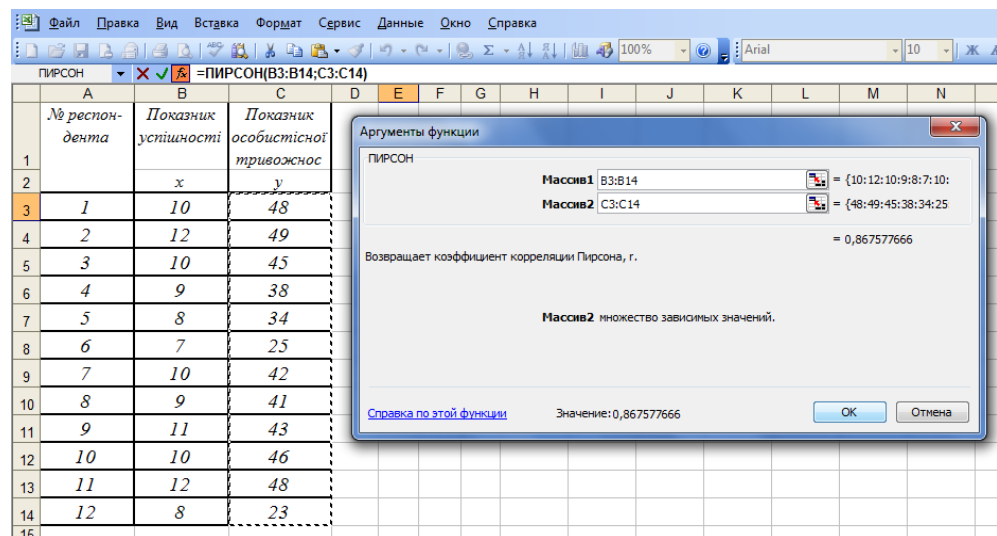 Файл Правка Вид Вставка Формат Сервис Данные Окно Справка
100% Arial 10 Ж
ПИРСОН =ПИРСОН(B3:B14;C3:C14)
A B C D E F G H I J K L M N
1 № респон- Показник Показник
дента успішності особистісної
тривожнос
2 x y
3 1 10 48
4 2 12 49
5 3 10 45
6 4 9 38
7 5 8 34
8 6 7 25
9 7 10 42
10 8 9 41
11 9 11 43
12 10 10 46
13 11 12 48
14 12 8 23
15
Аргументы функции
ПИРСОН
Массив1 B3:B14 = {10:12:10:9:8:7:10:
Массив2 C3:C14 = {48:49:45:38:34:25
= 0,867577666
Возвращает коэффициент корреляции Пирсона, r.
Массив2 множество зависимых значений.
Справка по этой функции Значение:0,867577666 ОК Отмена